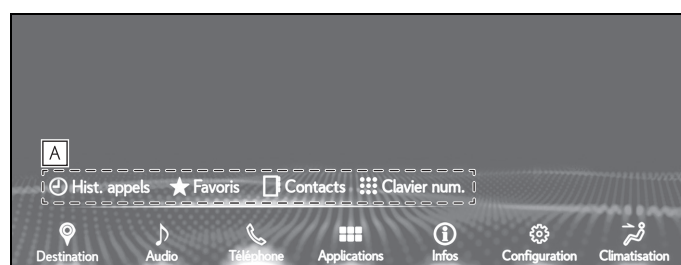 A
Hist. appels Favoris Contacts Clavier num.
Destination Audio Téléphone Applications Infos Configuration Climatisation